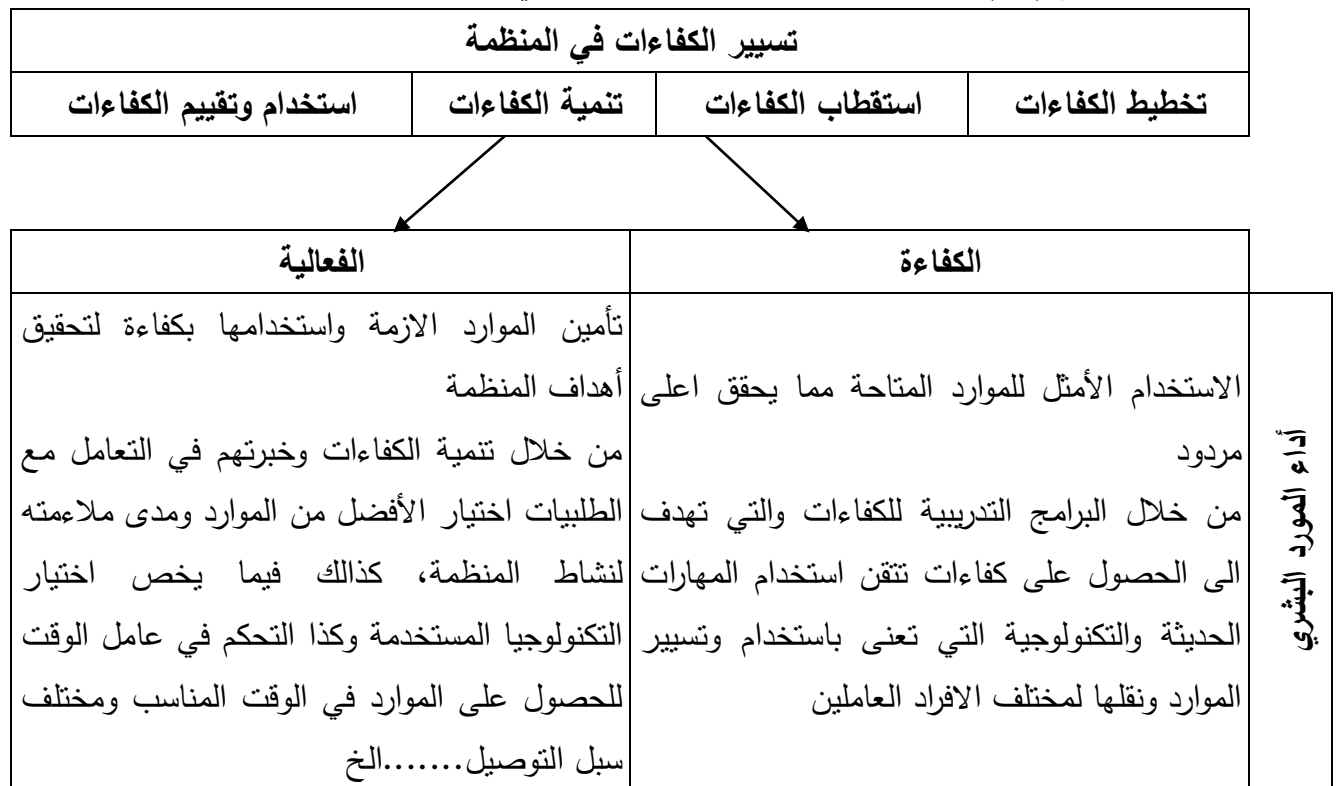 تسيير الكفاءات في المنظمة
تخطيط الكفاءات
استقطاب الكفاءات
تنمية الكفاءات
استخدام وتقييم الكفاءات
الكفاءة
الفعالية
أداء المورد البشري
الاستخدام الأمثل للموارد المتاحة مما يحقق اعلى
مردود
من خلال البرامج التدريبية للكفاءات والتي تهدف
الى الحصول على كفاءات تتقن استخدام المهارات
الحديثة والتكنولوجية التي تعنى باستخدام وتسيير
الموارد ونقلها لمختلف الافراد العاملين
تأمين الموارد الازمة واستخدامها بكفاءة لتحقيق
أهداف المنظمة
من خلال تنمية الكفاءات وخبرتهم في التعامل مع
الطلبيات اختيار الأفضل من الموارد ومدى ملاءمته
لنشاط المنظمة، كذالك فيما يخص اختيار
التكنولوجيا المستخدمة وكذا التحكم في عامل الوقت
للحصول على الموارد في الوقت المناسب ومختلف
سبل التوصيل.......الخ